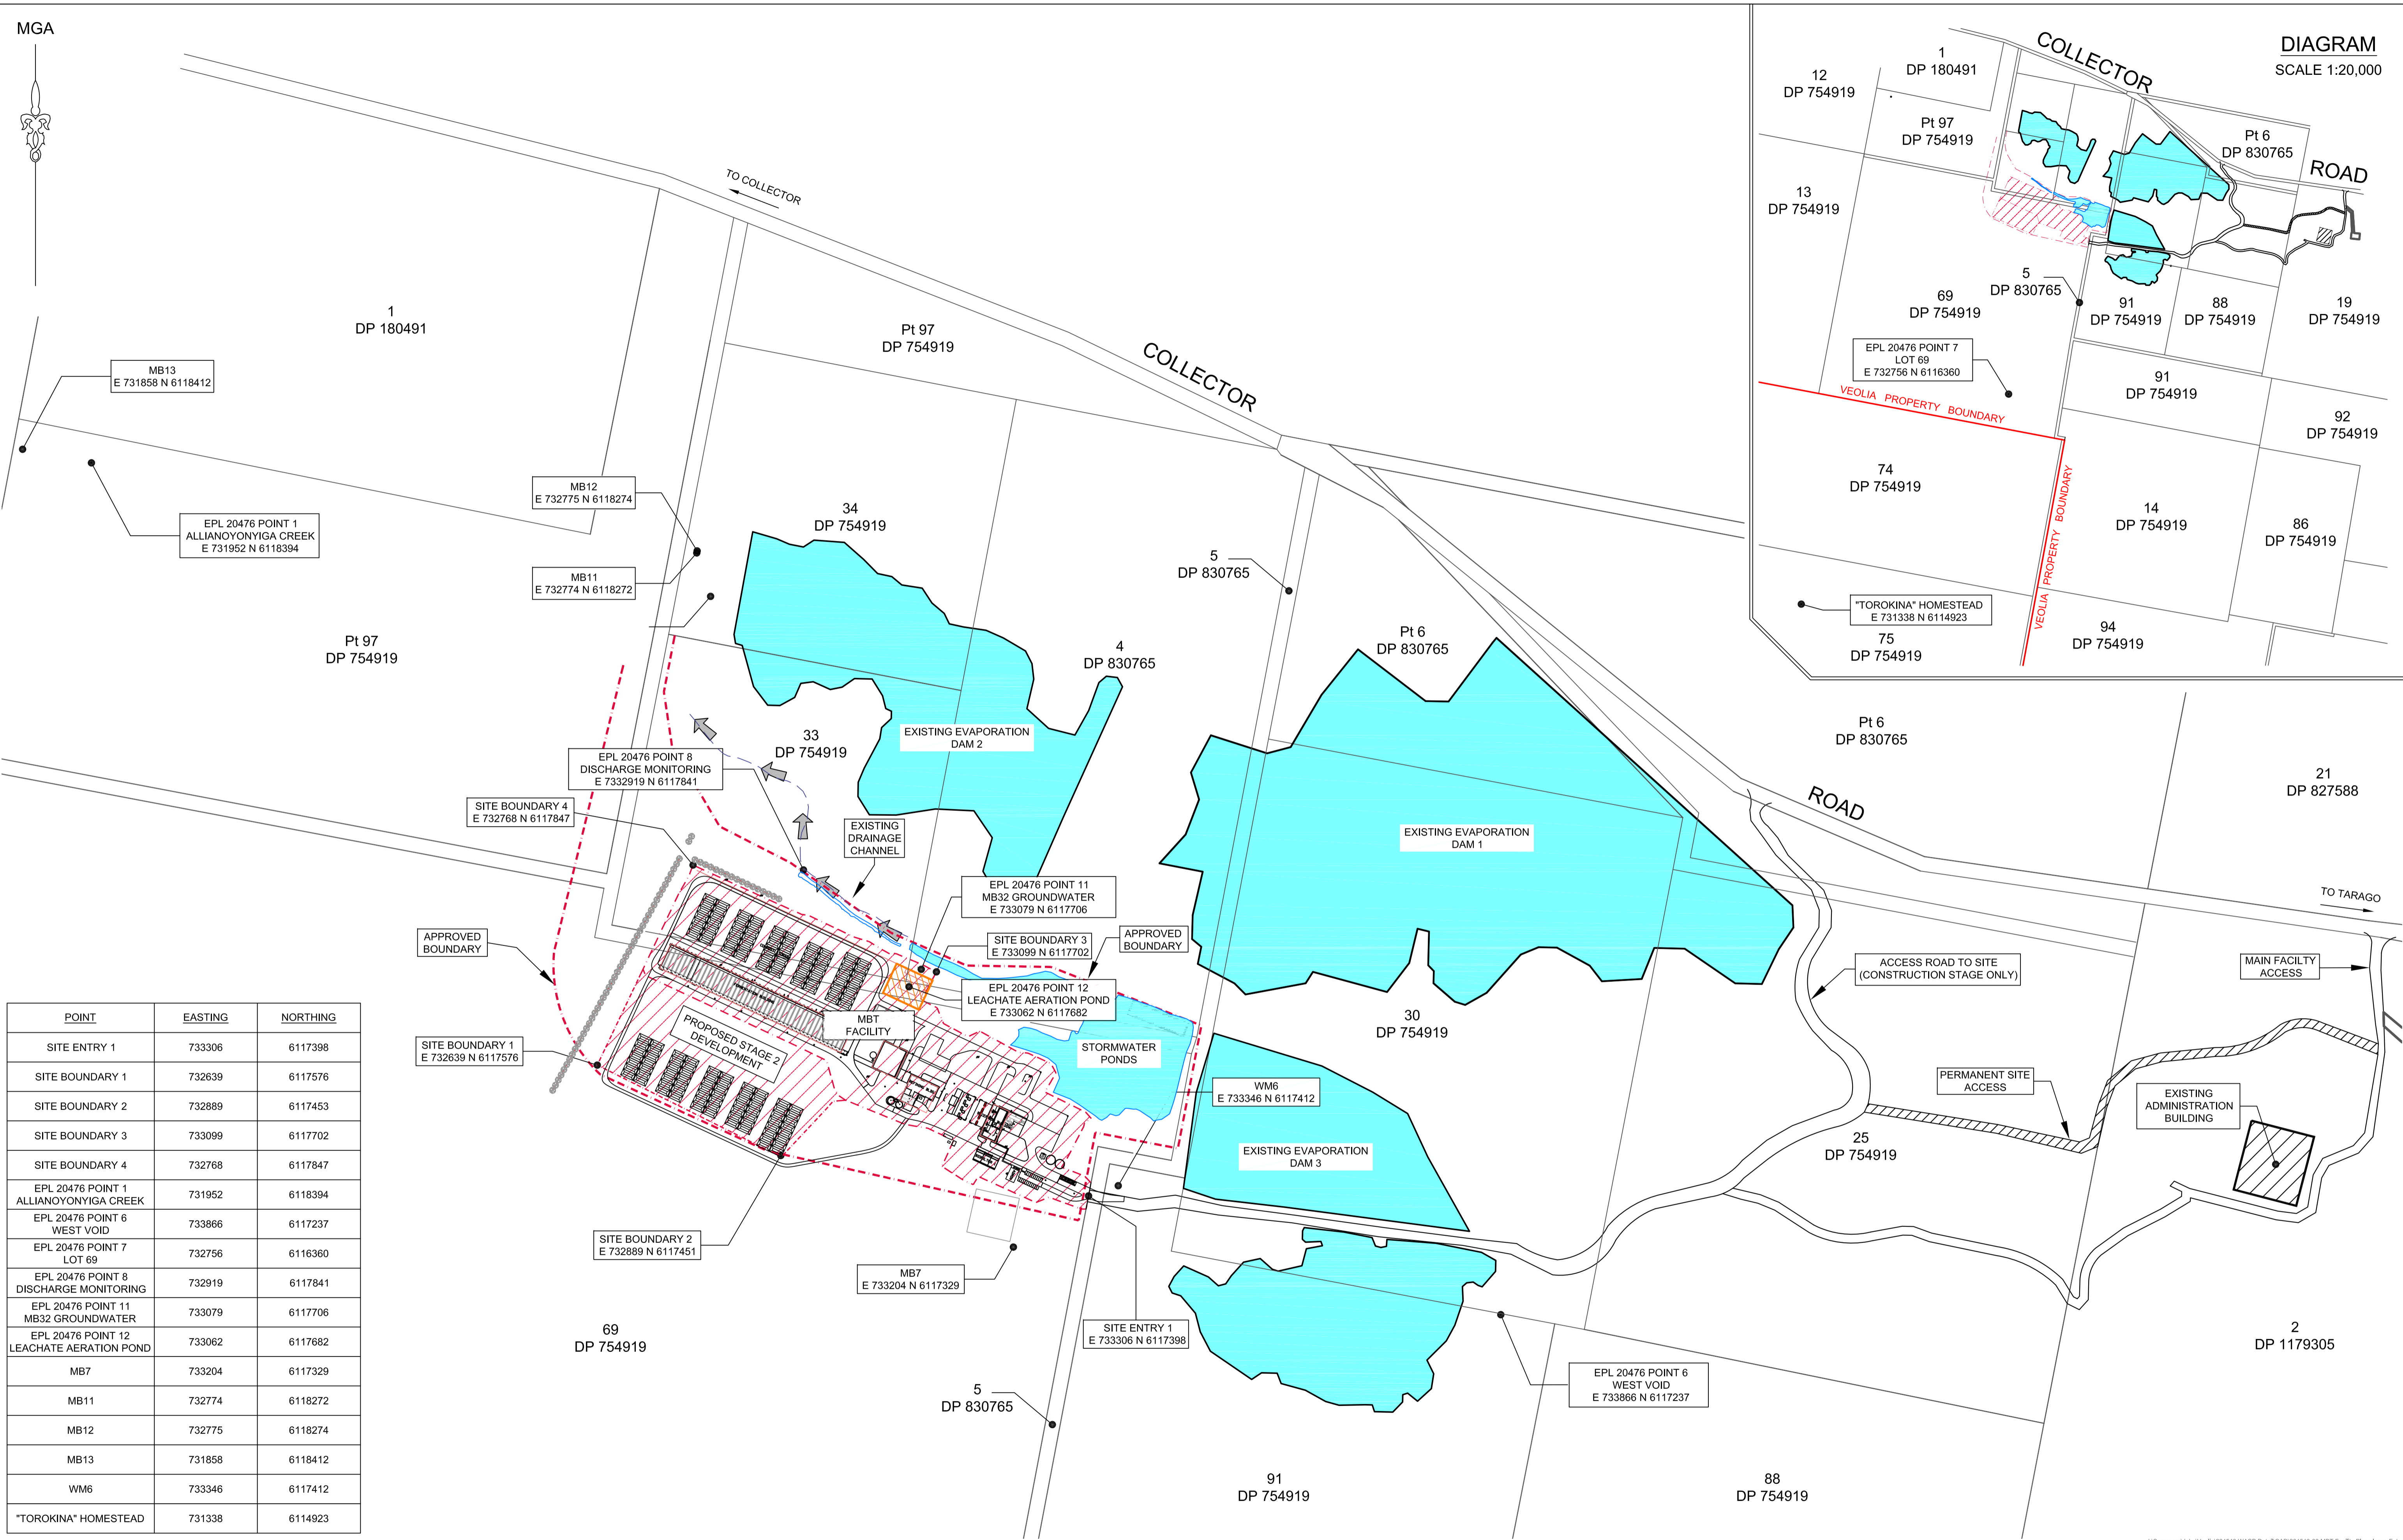 MGA
TO COLLECTOR
1
DP 180491
MB13
E 731858 N 6118412
EPL 20476 POINT 1
ALLIANOYONYIGA CREEK
E 731952 N 6118394
Pt 97
DP 754919
COLLECTOR
MB12
E 732775 N 6118274
MB11
E 732774 N 6118272
34
DP 754919
5
DP 830765
Pt 97
DP 754919
4
DP 830765
Pt 6
DP 830765
33
DP 754919
EXISTING EVAPORATION
DAM 2
EPL 20476 POINT 8
DISCHARGE MONITORING
E 7332919 N 6117841
SITE BOUNDARY 4
E 732768 N 6117847
EXISTING
DRAINAGE
CHANNEL
EXISTING EVAPORATION
DAM 1
ROAD
Pt 6
DP 830765
21
DP 827588
TO TARAGO
EPL 20476 POINT 11
MB32 GROUNDWATER
E 733079 N 6117706
SITE BOUNDARY 3
E 733099 N 6117702
APPROVED
BOUNDARY
APPROVED
BOUNDARY
EPL 20476 POINT 12
LEACHATE AERATION POND
E 733062 N 6117682
ACCESS ROAD TO SITE
(CONSTRUCTION STAGE ONLY)
MAIN FACILTY
ACCESS
MBT
FACILITY
PROPOSED STAGE 2
DEVELOPMENT
SITE BOUNDARY 1
E 732639 N 6117576
STORMWATER
PONDS
30
DP 754919
WM6
E 733346 N 6117412
PERMANENT SITE
ACCESS
EXISTING
ADMINISTRATION
BUILDING
EXISTING EVAPORATION
DAM 3
25
DP 754919
SITE BOUNDARY 2
E 732889 N 6117451
MB7
E 733204 N 6117329
SITE ENTRY 1
E 733306 N 6117398
69
DP 754919
5
DP 830765
EPL 20476 POINT 6
WEST VOID
E 733866 N 6117237
2
DP 1179305
91
DP 754919
88
DP 754919
POINT EASTING NORTHING
SITE ENTRY 1 733306 6117398
SITE BOUNDARY 1 732639 6117576
SITE BOUNDARY 2 732889 6117453
SITE BOUNDARY 3 733099 6117702
SITE BOUNDARY 4 732768 6117847
EPL 20476 POINT 1
ALLIANOYONYIGA CREEK 731952 6118394
EPL 20476 POINT 6
WEST VOID 733866 6117237
EPL 20476 POINT 7
LOT 69 732756 6116360
EPL 20476 POINT 8
DISCHARGE MONITORING 732919 6117841
EPL 20476 POINT 11
MB32 GROUNDWATER 733079 6117706
EPL 20476 POINT 12
LEACHATE AERATION POND 733062 6117682
MB7 733204 6117329
MB11 732774 6118272
MB12 732775 6118274
MB13 731858 6118412
WM6 733346 6117412
"TOROKINA" HOMESTEAD 731338 6114923
DIAGRAM
SCALE 1:20,000
COLLECTOR
ROAD
12
DP 754919
1
DP 180491
Pt 97
DP 754919
Pt 6
DP 830765
13
DP 754919
5
DP 830765
69
DP 754919
91
DP 754919
88
DP 754919
19
DP 754919
EPL 20476 POINT 7
LOT 69
E 732756 N 6116360
91
DP 754919
92
DP 754919
VEOLIA PROPERTY BOUNDARY
74
DP 754919
VEOLIA PROPERTY BOUNDARY
14
DP 754919
86
DP 754919
"TOROKINA" HOMESTEAD
E 731338 N 6114923
75
DP 754919
94
DP 754919